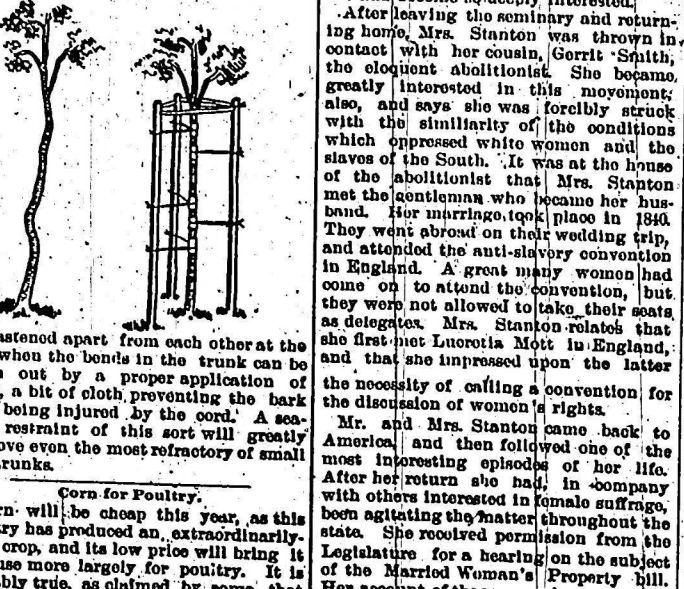 fastened apart from each other at the
when the bends in the trunk can be
out by a proper application of
, a bit of cloth preventing the bark
being injured by the cord. A sea-
restraint of this sort will greatly
even the most refractory of small
trunks.
Corn for Poultry.
will be cheap this year, as this
has produced an extraordinarily-
crop, and its low price will bring it
use more largely for poultry. It is
true, as claimed by some, that
interested.
After leaving the seminary and return-
ing home, Mrs. Stanton was thrown in
contact with her cousin, Gerrit Smith,
the eloquent Abolitionist. She became
greatly interested in this movement,
also, and says she was forcibly struck
with the similiarity of the conditions
which oppressed white women and the
slaves of the South. It was at the house
of the abolitionist that Mrs. Stanton
met the gentleman who became her hus-
band. Her marriage took place in 1840.
They went abroad on their wedding trip,
and attended the anti-slavery convention
in England. A great many women had
come on to attend the convention, but
they were not allowed to take their seats
as delegates. Mrs. Stanton relates that
she first met Lucretia Mott in England,
and that she impressed upon the latter
the necessity of calling a convention for
the discussion of women's rights.
Mr. and Mrs. Stanton came back to
America, and then followed one of the
most interesting episodes of her life.
After her return she had, in company
with others interested in female suffrage,
been agitating the matter throughout the
state. She received permission from the
Legislature for a hearing on the subject
of the Married Woman's Property bill.
Her account of